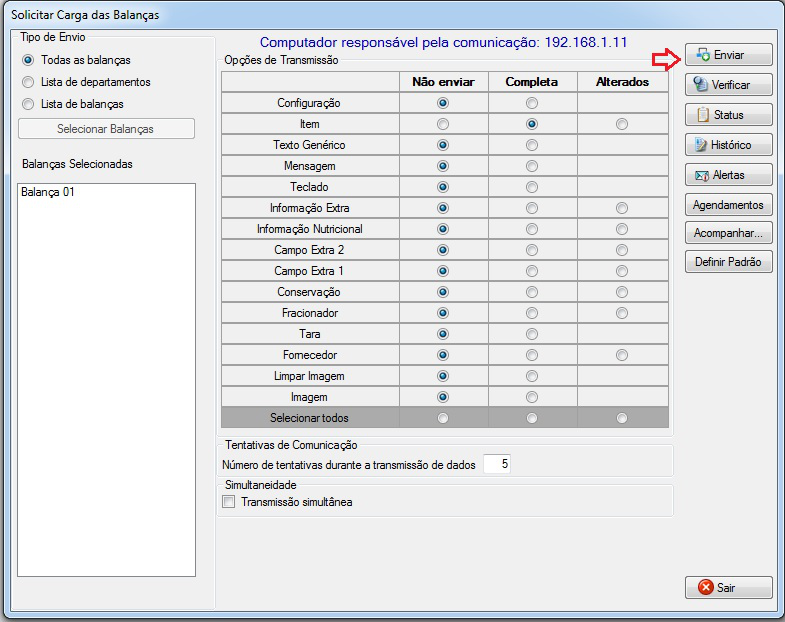 Solicitar Carga das Balanças
Tipo de Envio
Todas as balanças
Lista de departamentos
Lista de balanças
Selecionar Balanças
Balanças Selecionadas
Balança 01
Computador responsável pela comunicação: 192.168.1.11
Opções de Transmissão
Não enviar Completa Alterados
Configuração
Item
Texto Genérico
Mensagem
Teclado
Informação Extra
Informação Nutricional
Campo Extra 2
Campo Extra 1
Conservação
Fracionador
Tara
Fornecedor
Limpar Imagem
Imagem
Selecionar todos
Tentativas de Comunicação
Número de tentativas durante a transmissão de dados 5
Simultaneidade
Transmissão simultânea
Enviar
Verificar
Status
Histórico
Alertas
Agendamentos
Acompanhar...
Definir Padrão
Sair